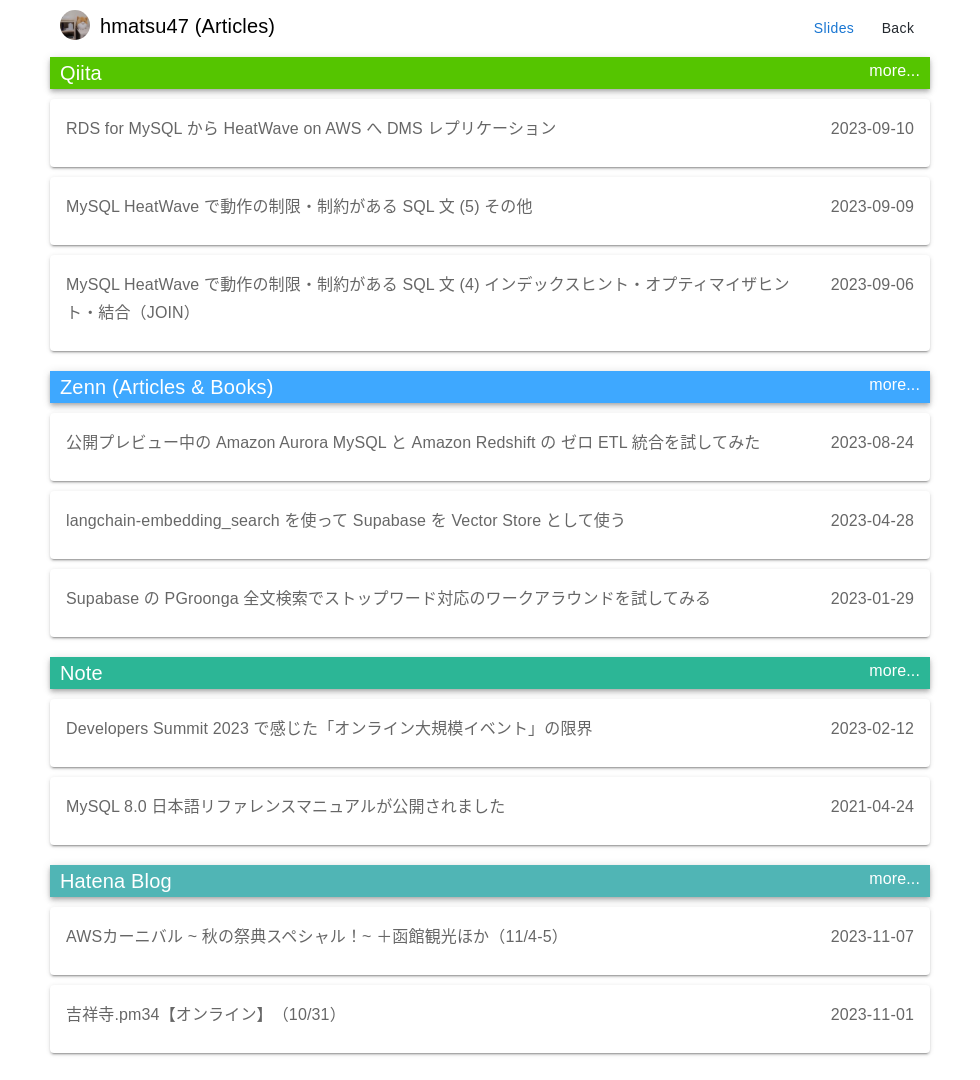 hmatsu47 (Articles)
Slides
Back
Qiita
more...
RDS for MySQL から HeatWave on AWS へ DMS レプリケーション
2023-09-10
MySQL HeatWave で動作の制限・制約がある SQL 文 (5) その他
2023-09-09
MySQL HeatWave で動作の制限・制約がある SQL 文 (4) インデックスヒント・オプティマイザヒン
ト・結合（JOIN）
2023-09-06
Zenn (Articles & Books)
more...
公開プレビュー中の Amazon Aurora MySQL と Amazon Redshift の ゼロ ETL 統合を試してみた
2023-08-24
langchain-embedding_search を使って Supabase を Vector Store として使う
2023-04-28
Supabase の PGroonga 全文検索でストップワード対応のワークアラウンドを試してみる
2023-01-29
Note
more...
Developers Summit 2023 で感じた「オンライン大規模イベント」の限界
2023-02-12
MySQL 8.0 日本語リファレンスマニュアルが公開されました
2021-04-24
Hatena Blog
more...
AWSカーニバル ~ 秋の祭典スペシャル！~ ＋函館観光ほか（11/4-5）
2023-11-07
吉祥寺.pm34【オンライン】（10/31）
2023-11-01